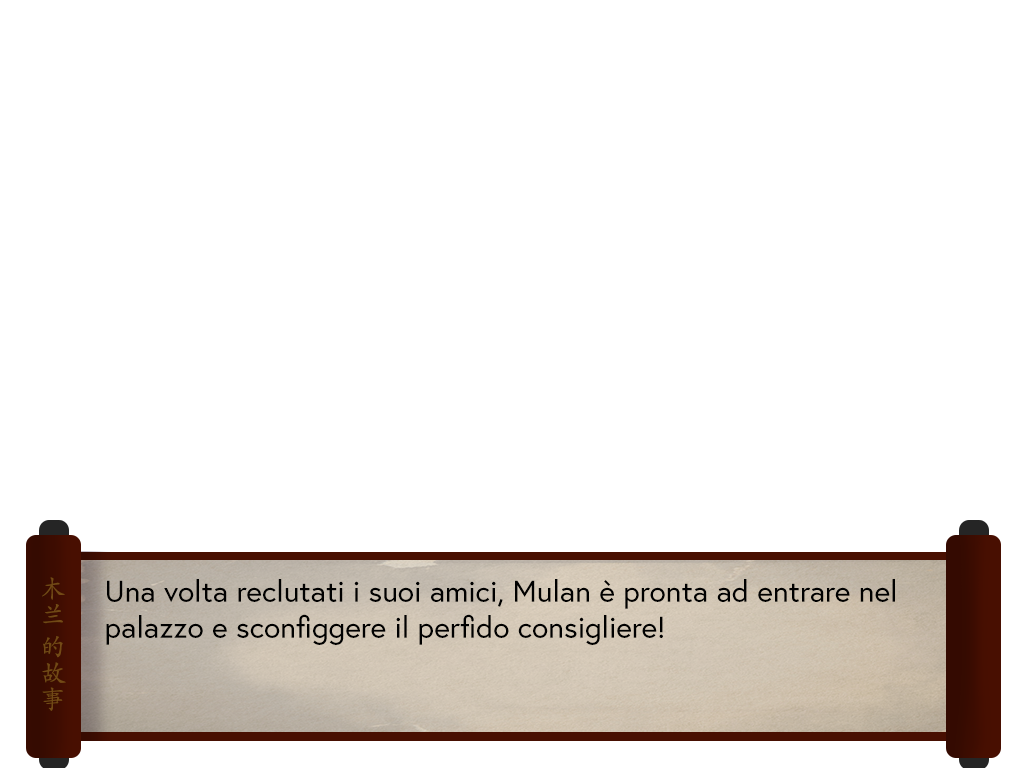 木兰的故事
Una volta reclutati i suoi amici, Mulan è pronta ad entrare nel
palazzo e sconfiggere il perfido consigliere!